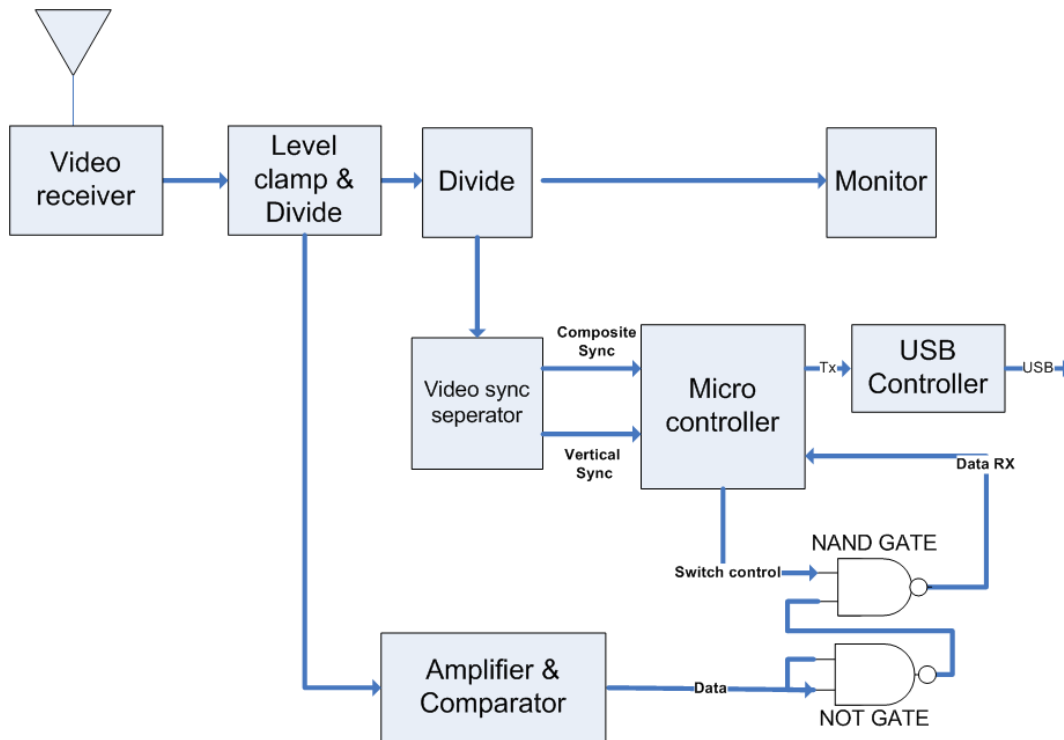 Video
receiver
Level
clamp &
Divide
Divide
Monitor
Composite
Sync
Video sync
seperator
Vertical
Sync
Micro
controller
Tx
USB
Controller
USB
Data RX
NAND GATE
Switch control
Amplifier &
Comparator
Data
NOT GATE